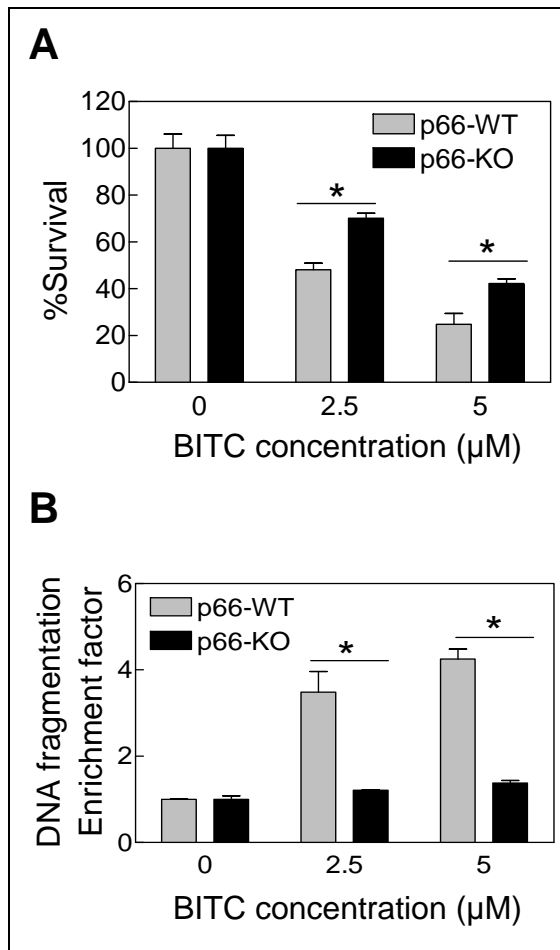 A
120
100
80
60
40
20
0
%Survival
p66-WT
p66-KO
*
*
0 2.5 5
BITC concentration (µM)
B
6
4
2
0
DNA fragmentation
Enrichment factor
p66-WT
p66-KO
*
*
0 2.5 5
BITC concentration (µM)